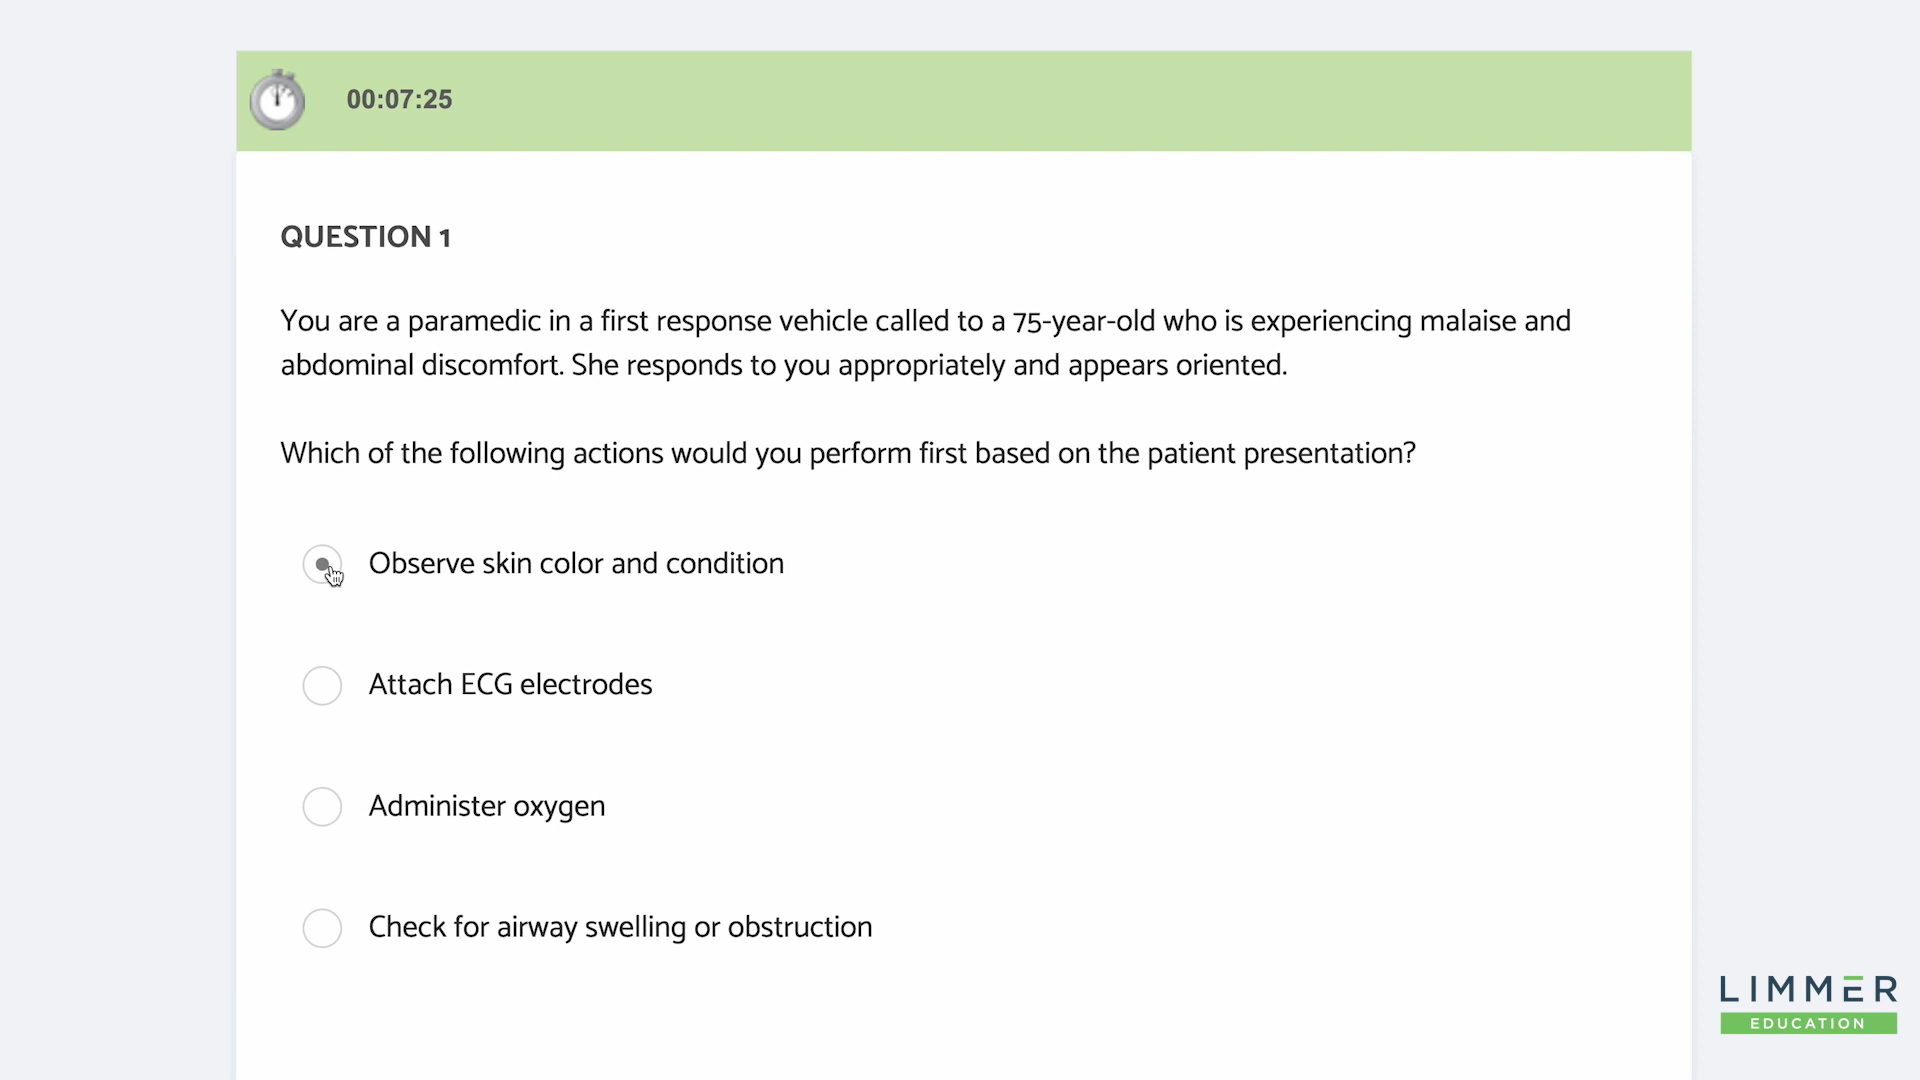 00:07:25
QUESTION 1
You are a paramedic in a first response vehicle called to a 75-year-old who is experiencing malaise and
abdominal discomfort. She responds to you appropriately and appears oriented.
Which of the following actions would you perform first based on the patient presentation?
Observe skin color and condition
Attach ECG electrodes
Administer oxygen
Check for airway swelling or obstruction
LIMMER
EDUCATION